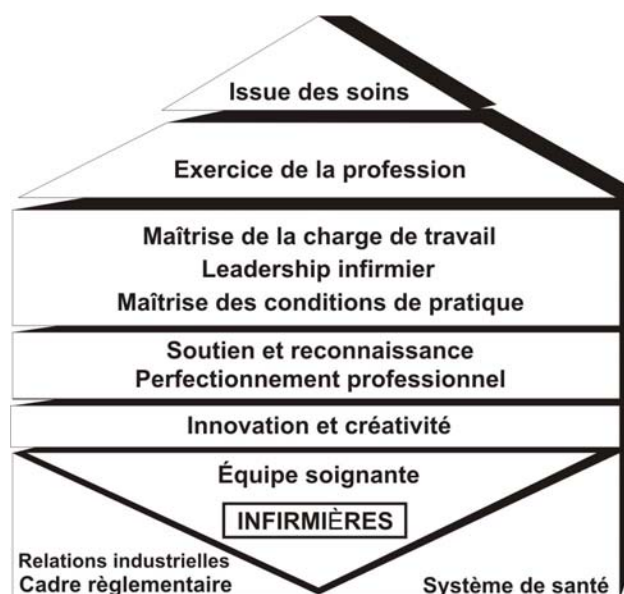 Issue des soins
Exercice de la profession
Maîtrise de la charge de travail
Leadership infirmier
Maîtrise des conditions de pratique
Soutien et reconnaissance
Perfectionnement professionnel
Innovation et créativité
Équipe soignante
INFIRMIÈRES
Relations industrielles
Cadre règlementaire
Système de santé